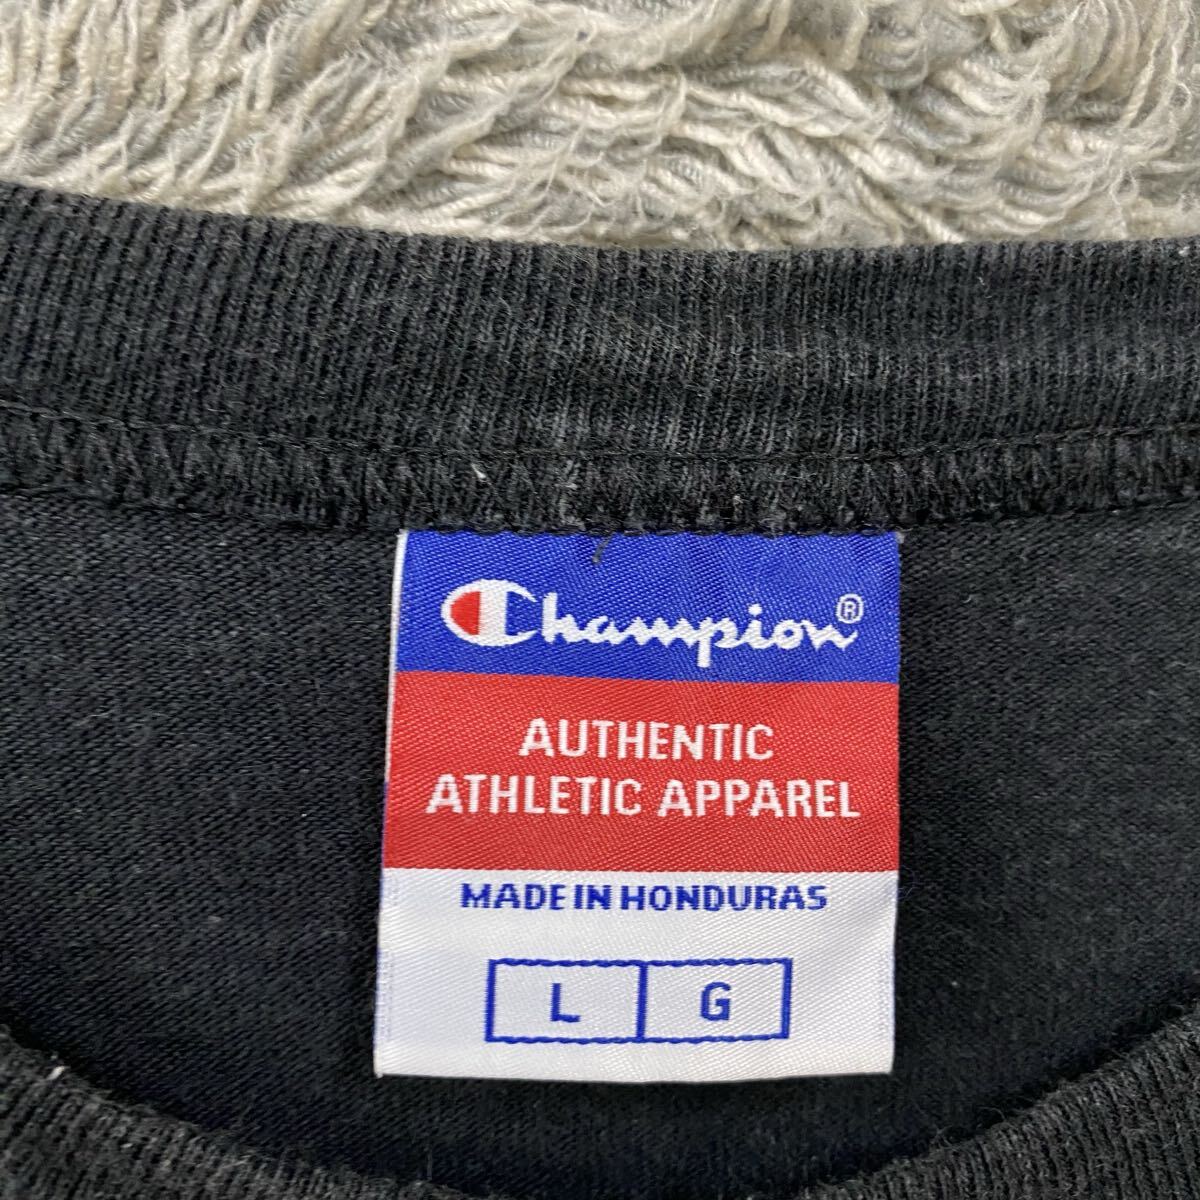 Champion®
AUTHENTIC
ATHLETIC APPAREL
MADE IN HONDURAS
L G